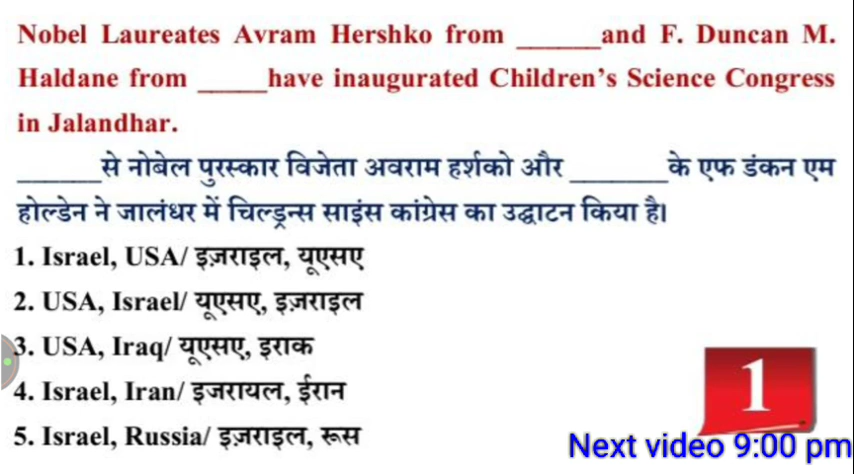 Nobel Laureates Avram Hershko from ______and F. Duncan M.
Haldane from _____have inaugurated Children's Science Congress
in Jalandhar.
______से नोबेल पुरस्कार विजेता अवराम हर्शको और _______के एफ डंकन एम
होल्डेन ने जालंधर में चिल्ड्रन्स साइंस कांग्रेस का उद्घाटन किया है।
1. Israel, USA/ इज़राइल, यूएसए
2. USA, Israel/ यूएसए, इज़राइल
3. USA, Iraq/ यूएसए, इराक
4. Israel, Iran/ इजरायल, ईरान
5. Israel, Russia/ इज़राइल, रूस
1
Next video 9:00 pm